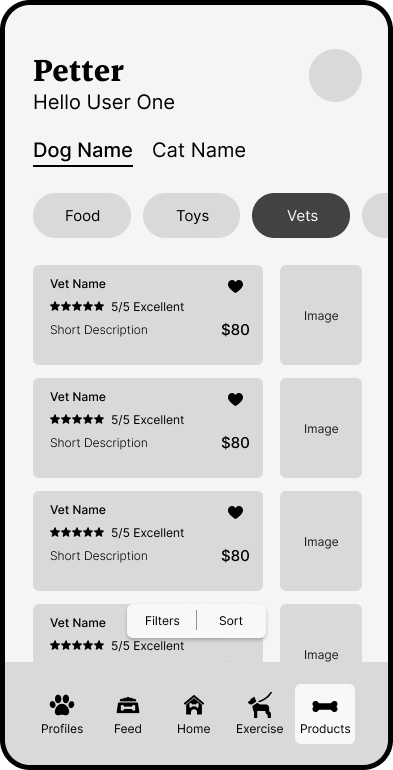 Petter
Hello User One
Dog Name Cat Name
Food Toys Vets
Vet Name
5/5 Excellent
Short Description $80
Image
Vet Name
5/5 Excellent
Short Description $80
Image
Vet Name
5/5 Excellent
Short Description $80
Image
Vet Name
5/5 Excellent
Image
Filters Sort
Profiles Feed Home Exercise Products